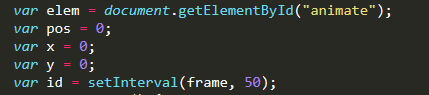 var elem = document.getElementById("animate");
var pos = 0;
var x = 0;
var y = 0;
var id = setInterval(frame, 50);